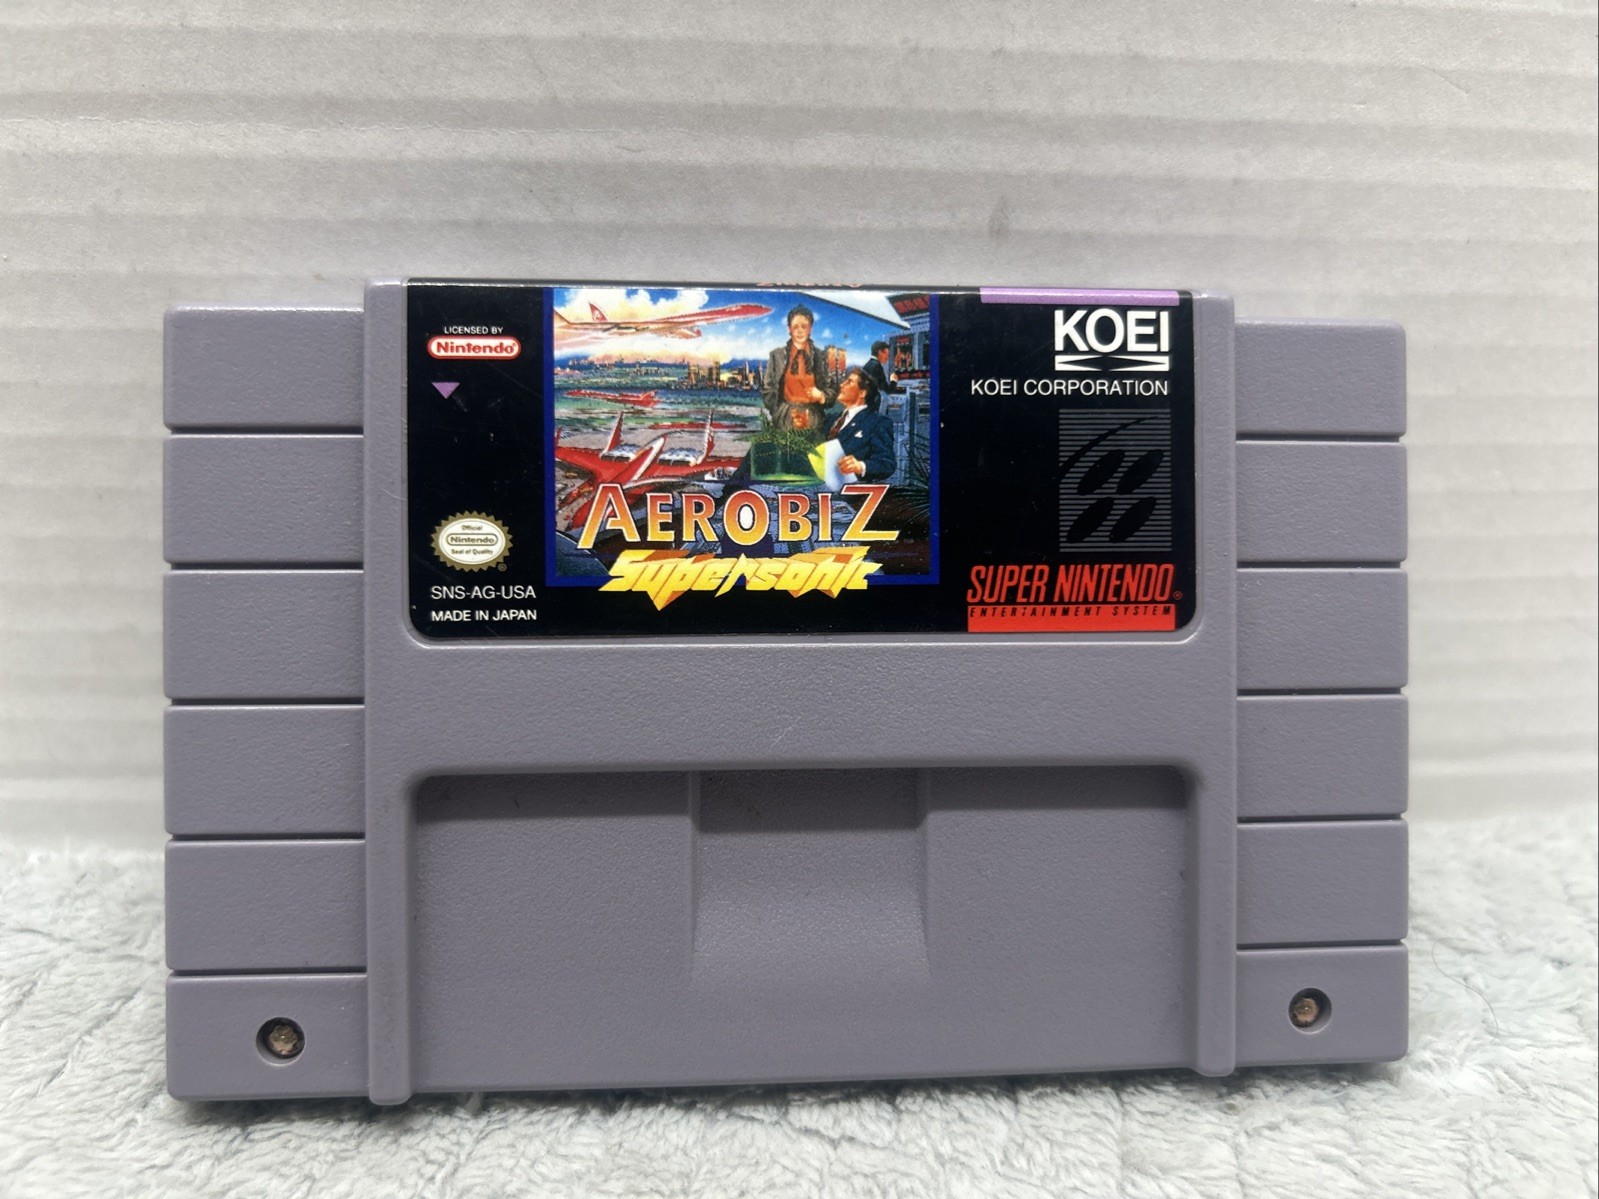 LICENSED BY
Nintendo
KOEI
KOEI CORPORATION
AEROBIZ
Supersonic
Official
Nintendo
Seal of Quality
SNS-AG-USA
MADE IN JAPAN
SUPER NINTENDO®
ENTERTAINMENT SYSTEM